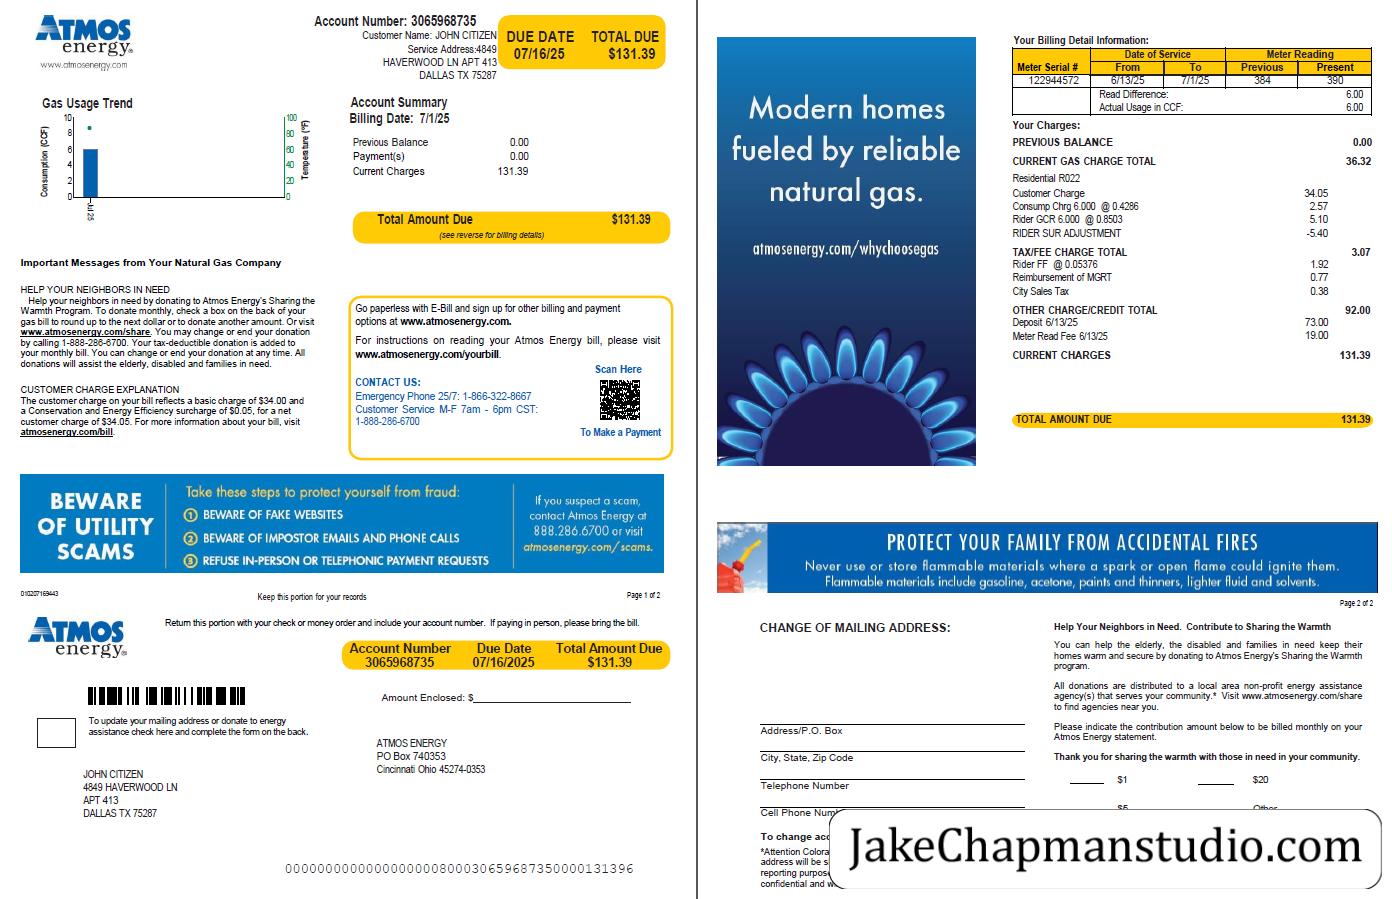 ATMOS
energy®
www.atmosenergy.com
Account Number: 3065968735
Customer Name: JOHN CITIZEN
Service Address:4849
HAVERWOOD LN APT 413
DALLAS TX 75287
DUE DATE TOTAL DUE
07/16/25 $131.39
Gas Usage Trend
Consumption (CCF)
10
8
6
4
2
0
100
80
60
40
20
0
Temperature (°F)
Jul 25
Account Summary
Billing Date: 7/1/25
Previous Balance 0.00
Payment(s) 0.00
Current Charges 131.39
Total Amount Due $131.39
(see reverse for billing details)
Important Messages from Your Natural Gas Company
HELP YOUR NEIGHBORS IN NEED
Help your neighbors in need by donating to Atmos Energy's Sharing the
Warmth Program. To donate monthly, check a box on the back of your
gas bill to round up to the next dollar or to donate another amount. Or visit
www.atmosenergy.com/share. You may change or end your donation
by calling 1-888-286-6700. Your tax-deductible donation is added to
your monthly bill. You can change or end your donation at any time. All
donations will assist the elderly, disabled and families in need.
CUSTOMER CHARGE EXPLANATION
The customer charge on your bill reflects a basic charge of $34.00 and
a Conservation and Energy Efficiency surcharge of $0.05, for a net
customer charge of $34.05. For more information about your bill, visit
atmosenergy.com/bill.
Go paperless with E-Bill and sign up for other billing and payment
options at www.atmosenergy.com.
For instructions on reading your Atmos Energy bill, please visit
www.atmosenergy.com/yourbill.
CONTACT US:
Emergency Phone 25/7: 1-866-322-8667
Customer Service M-F 7am - 6pm CST:
1-888-286-6700
Scan Here
To Make a Payment
BEWARE
OF UTILITY
SCAMS
Take these steps to protect yourself from fraud:
1 BEWARE OF FAKE WEBSITES
2 BEWARE OF IMPOSTOR EMAILS AND PHONE CALLS
3 REFUSE IN-PERSON OR TELEPHONIC PAYMENT REQUESTS
If you suspect a scam,
contact Atmos Energy at
888.286.6700 or visit
atmosenergy.com/scams.
010207169443
Keep this portion for your records
Page 1 of 2
ATMOS
energy®
Return this portion with your check or money order and include your account number. If paying in person, please bring the bill.
Account Number Due Date Total Amount Due
3065968735 07/16/2025 $131.39
Amount Enclosed: $
To update your mailing address or donate to energy
assistance check here and complete the form on the back.
ATMOS ENERGY
PO Box 740353
Cincinnati Ohio 45274-0353
JOHN CITIZEN
4849 HAVERWOOD LN
APT 413
DALLAS TX 75287
Modern homes
fueled by reliable
natural gas.
atmosenergy.com/whychoosegas
Your Billing Detail Information:
Date of Service Meter Reading
Meter Serial # From To Previous Present
122944572 6/13/25 7/1/25 384 390
Read Difference: 6.00
Actual Usage in CCF: 6.00
Your Charges:
PREVIOUS BALANCE 0.00
CURRENT GAS CHARGE TOTAL 36.32
Residential R022
Customer Charge 34.05
Consump Chrg 6.000 @ 0.4286 2.57
Rider GCR 6.000 @ 0.8503 5.10
RIDER SUR ADJUSTMENT -5.40
TAX/FEE CHARGE TOTAL 3.07
Rider FF @ 0.05376 1.92
Reimbursement of MGRT 0.77
City Sales Tax 0.38
OTHER CHARGE/CREDIT TOTAL 92.00
Deposit 6/13/25 73.00
Meter Read Fee 6/13/25 19.00
CURRENT CHARGES 131.39
TOTAL AMOUNT DUE 131.39
PROTECT YOUR FAMILY FROM ACCIDENTAL FIRES
Never use or store flammable materials where a spark or open flame could ignite them.
Flammable materials include gasoline, acetone, paints and thinners, lighter fluid and solvents.
Page 2 of 2
CHANGE OF MAILING ADDRESS:
Address/P.O. Box
City, State, Zip Code
Telephone Number
Cell Phone
To change
*Attention
address will be
reporting
confidential and
Help Your Neighbors in Need. Contribute to Sharing the Warmth
You can help the elderly, the disabled and families in need keep their
homes warm and secure by donating to Atmos Energy's Sharing the Warmth
program.
All donations are distributed to a local area non-profit energy assistance
agency(s) that serves your community.* Visit www.atmosenergy.com/share
to find agencies near you.
Please indicate the contribution amount below to be billed monthly on your
Atmos Energy statement.
Thank you for sharing the warmth with those in need in your community.
$1 $20
$5 Other
JakeChapmanstudio.com